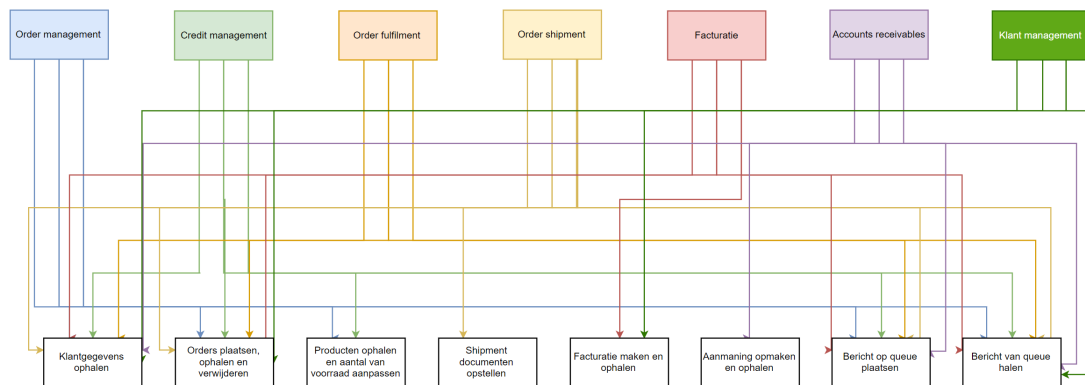 Order management
Credit management
Order fulfilment
Order shipment
Facturatie
Accounts receivables
Klant management
Klantgegevens
ophalen
Orders plaatsen,
ophalen en
verwijderen
Producten ophalen
en aantal van
voorraad aanpassen
Shipment
documenten
opstellen
Facturatie maken en
ophalen
Aanmaning opmaken
en ophalen
Bericht op queue
plaatsen
Bericht van queue
halen